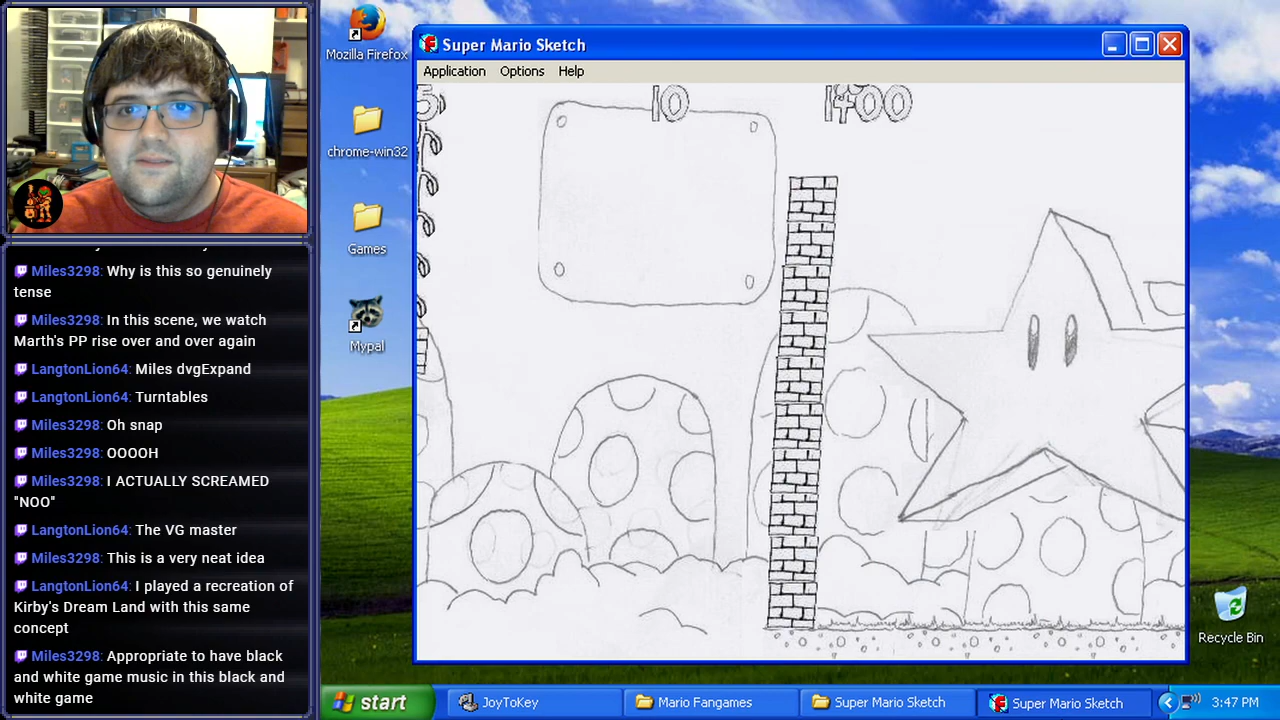 Miles3298: Why is this so genuinely
tense
Miles3298: In this scene, we watch
Marth's PP rise over and over again
LangtonLion64: Miles dvgExpand
LangtonLion64: Turntables
Miles3298: Oh snap
Miles3298: OOOOH
Miles3298: I ACTUALLY SCREAMED
"NOO"
LangtonLion64: The VG master
Miles3298: This is a very neat idea
LangtonLion64: I played a recreation of
Kirby's Dream Land with this same
concept
Miles3298: Appropriate to have black
and white game music in this black and
white game
Mozilla Firefox
chrome-win32
Games
Mypal
Super Mario Sketch
Application Options Help
5 10 1400
Recycle Bin
start JoyToKey Mario Fangames Super Mario Sketch Super Mario Sketch 3:47 PM